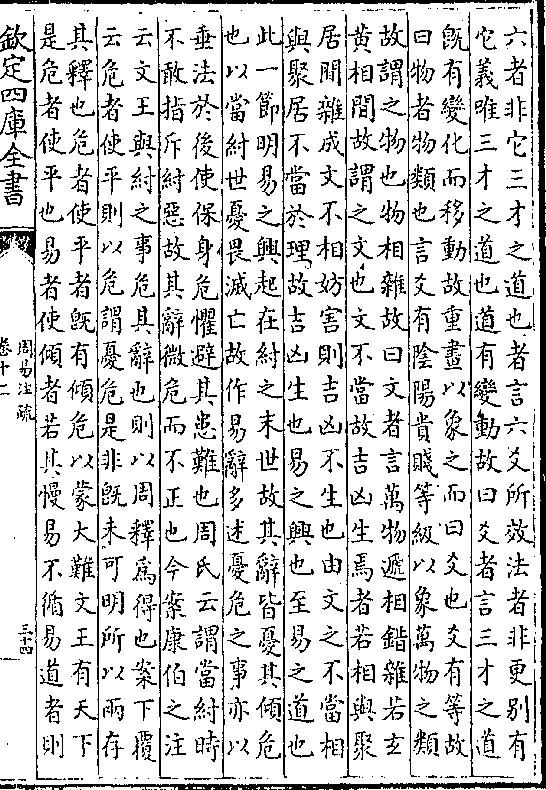 六者非它三才之道也者言六爻所效法者非更别有
它義唯三才之道也道有變動故曰爻者言三才之道
既有變化而移動故重畫以象之而曰爻也爻有等故
曰物者物類也言爻有陰陽貴賤等級以象萬物之類
故謂之物也物相雜故曰文者言萬物遞相錯雜若玄
黄相間故謂之文也文不當故吉凶生焉者若相與聚
居間雜成文不相妨害則吉凶不生也由文之不當相
與聚居不當於理故吉凶生也易之興也至易之道也
此一節明易之興起在紂之末世故其辭皆憂其傾危
也以當紂世憂畏滅亡故作易辭多述憂危之事亦以
垂法於後使保身危懼避其患難也周氏云謂當紂時
不敢指斥紂惡故其辭微危而不正也今案康伯之注
云文王與紂之事危其辭也則以周釋為得也案下覆
云危者使平則以危謂憂危是非既未可明所以兩存
其釋也危者使平者既有傾危以蒙大難文王有天下
是危者使平也易者使傾者若其慢易不循易道者則
欽定四庫全書
周易注疏
卷十二
三十四